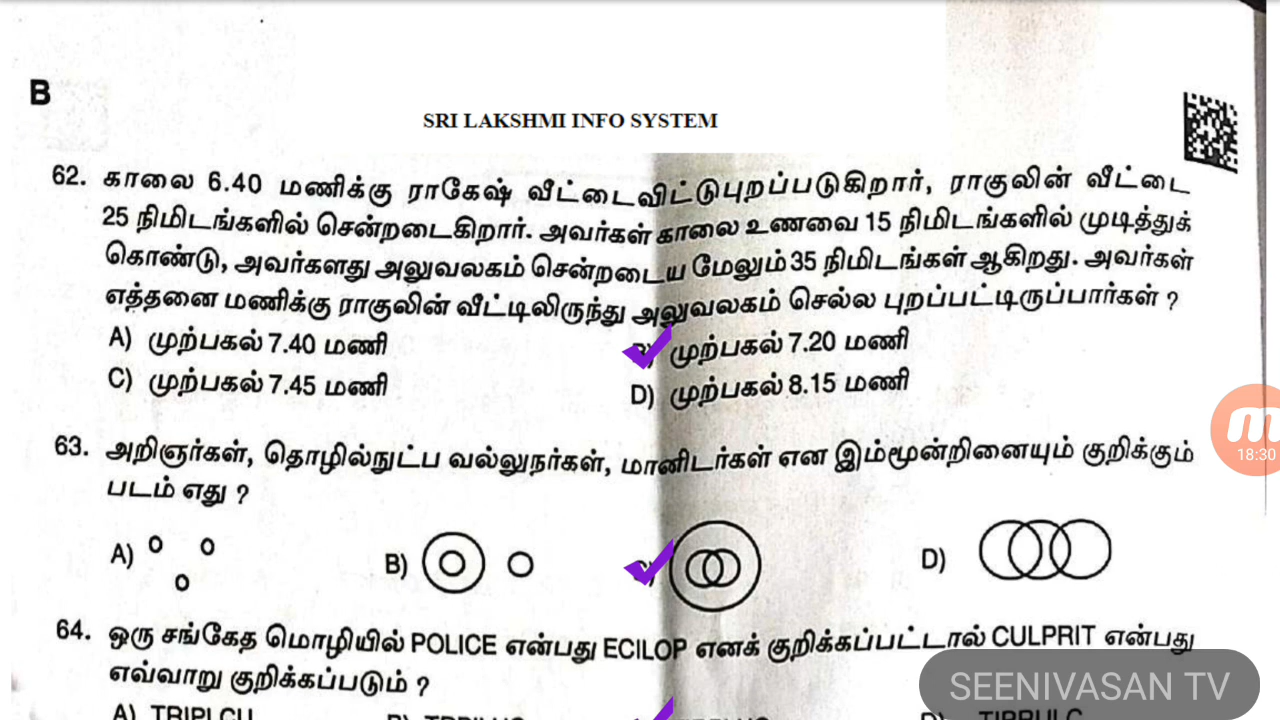 B
SRI LAKSHMI INFO SYSTEM
62. காலை 6.40 மணிக்கு ராகேஷ் வீட்டைவிட்டுபுறப்படுகிறார், ராகுலின் வீட்டை
25 நிமிடங்களில் சென்றடைகிறார். அவர்கள் காலை உணவை 15 நிமிடங்களில் முடித்துக்
கொண்டு, அவர்களது அலுவலகம் சென்றடைய மேலும் 35 நிமிடங்கள் ஆகிறது. அவர்கள்
எத்தனை மணிக்கு ராகுலின் வீட்டிலிருந்து அலுவலகம் செல்ல புறப்பட்டிருப்பார்கள் ?
A) முற்பகல் 7.40 மணி B) முற்பகல் 7.20 மணி
C) முற்பகல் 7.45 மணி D) முற்பகல் 8.15 மணி
18:30
63. அறிஞர்கள், தொழில்நுட்ப வல்லுநர்கள், மானிடர்கள் என இம்மூன்றினையும் குறிக்கும்
படம் எது ?
A) B) D)
64. ஒரு சங்கேத மொழியில் POLICE என்பது ECILOP எனக் குறிக்கப்பட்டால் CULPRIT என்பது
எவ்வாறு குறிக்கப்படும் ?
SEENIVASAN TV
A) TRIPLCU